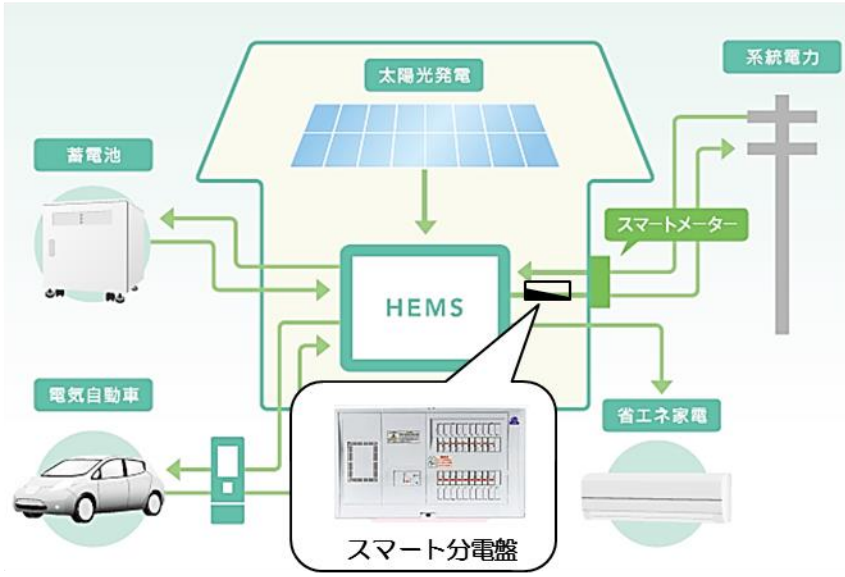 太陽光発電
系統電力
蓄電池
スマートメーター
HEMS
電気自動車
省エネ家電
スマート分電盤